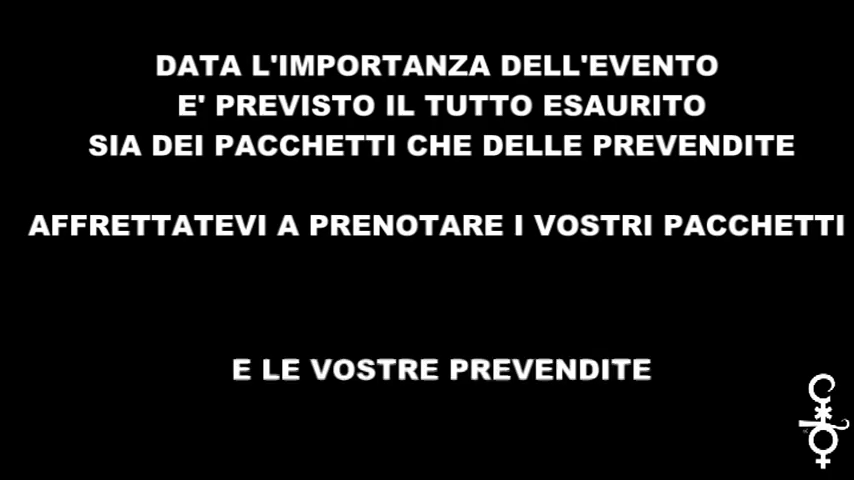 DATA L'IMPORTANZA DELL'EVENTO
E' PREVISTO IL TUTTO ESAURITO
SIA DEI PACCHETTI CHE DELLE PREVENDITE
AFFRETTATEVI A PRENOTARE I VOSTRI PACCHETTI
E LE VOSTRE PREVENDITE